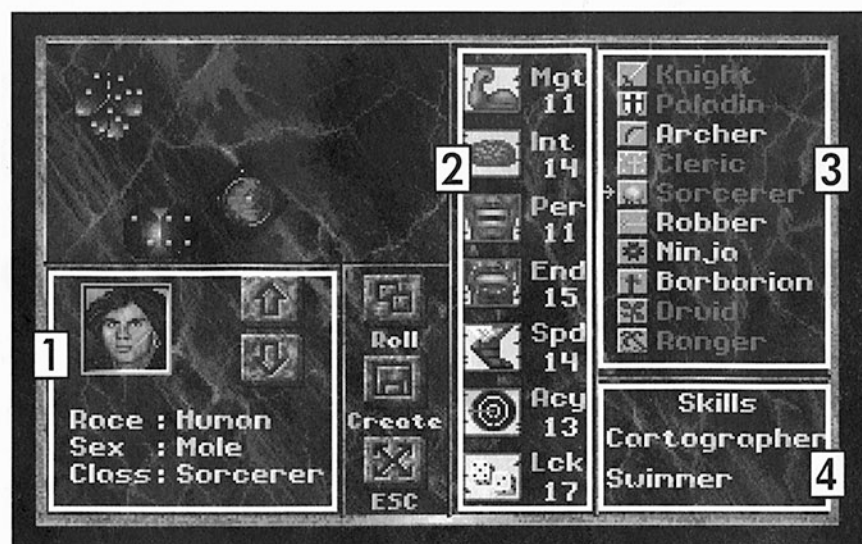 1
Race : Human
Sex : Male
Class : Sorcerer
Roll
Create
ESC
2
Mgt
11
Int
14
Per
11
End
15
Spd
14
Acy
13
Lck
17
3
Knight
Paladin
Archer
Cleric
Sorcerer
Robber
Ninja
Barbarian
Druid
Ranger
4
Skills
Cartographer
Swimmer